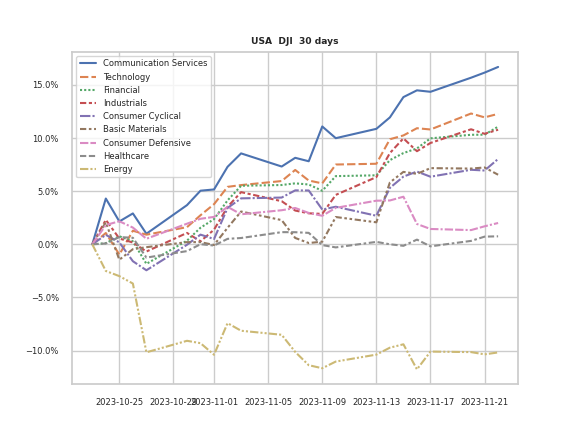 USA  DJI  30 days
Communication Services
Technology
Financial
Industrials
Consumer Cyclical
Basic Materials
Consumer Defensive
Healthcare
Energy
15.0%
10.0%
5.0%
0.0%
−5.0%
−10.0%
2023-10-25 2023-10-29 2023-11-01 2023-11-05 2023-11-09 2023-11-13 2023-11-17 2023-11-21